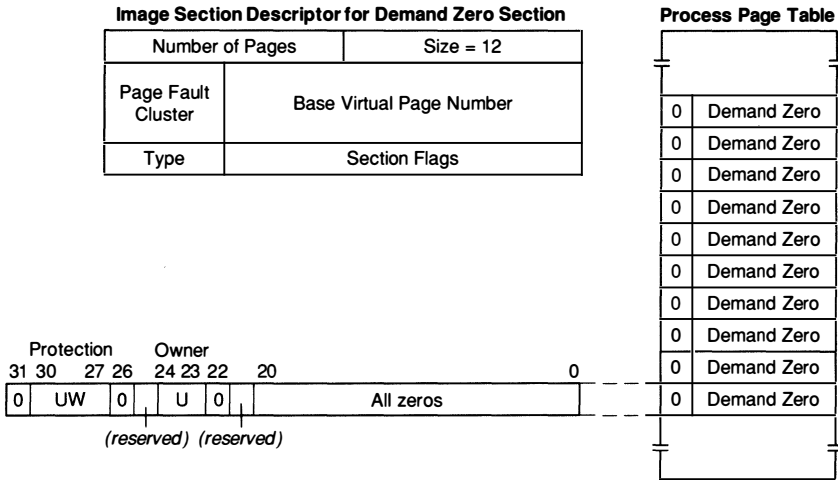 Image Section Descriptor for Demand Zero Section
Number of Pages Size = 12
Page Fault
Cluster
Base Virtual Page Number
Type Section Flags
Process Page Table
0 Demand Zero
0 Demand Zero
0 Demand Zero
0 Demand Zero
0 Demand Zero
0 Demand Zero
0 Demand Zero
0 Demand Zero
0 Demand Zero
0 Demand Zero
Protection Owner
31 30 27 26 24 23 22 20 0
0 UW 0 U 0 All zeros
(reserved) (reserved)